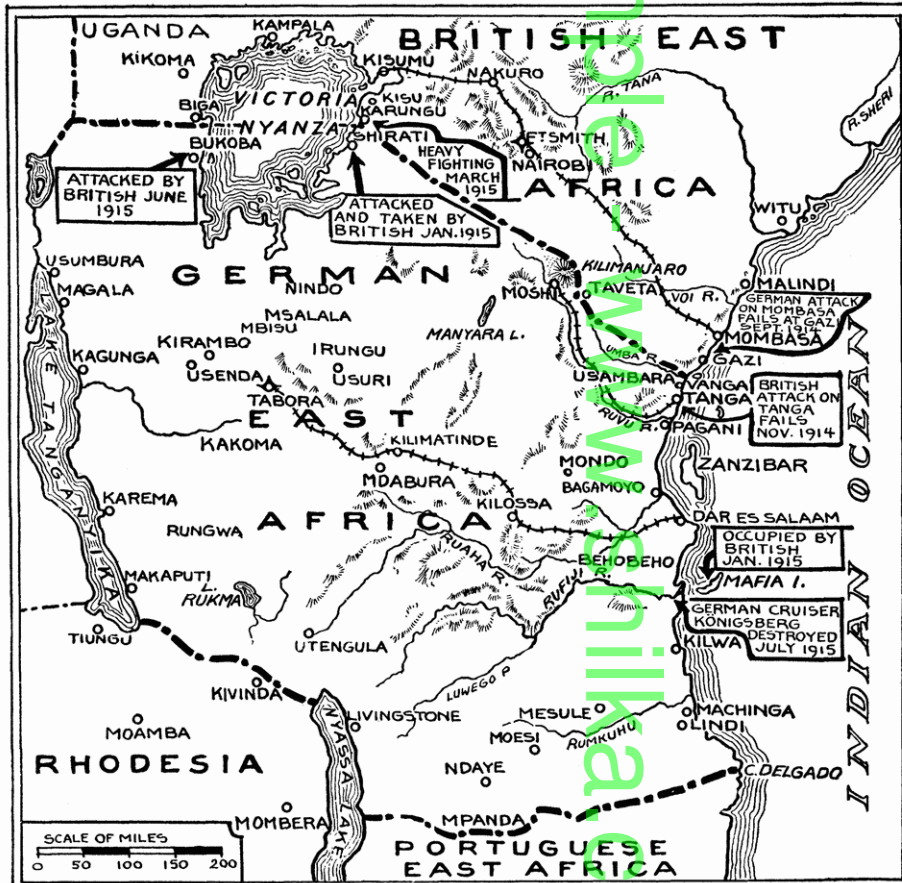 UGANDA
KAMPALA
BRITISH EAST
KIKOMA
KISUMU
NAKURO
R. TANA
R. SHERI
VICTORIA
NYANZA
KISU
KARUNGU
BIGA
BUKOBA
SHIRATI
FT SMITH
NAIROBI
HEAVY
FIGHTING
MARCH
1915
AFRICA
ATTACKED BY
BRITISH JUNE
1915
ATTACKED
AND TAKEN BY
BRITISH JAN. 1915
WITU
GERMAN
USUMBURA
MAGALA
NINDO
MSALALA
MBISU
KIRAMBO
USENDA
IRUNGU
USURI
TABORA
KAGUNGA
MANYARA L.
MOSHI
KILIMANJARO
TAVETA
VOI R.
MALINDI
GERMAN ATTACK
ON MOMBASA
FAILS AT GAZI
SEPT. 1914
MOMBASA
GAZI
UMBA R.
USAMBARA
TANGA
TANGA
BRITISH
ATTACK ON
TANGA
FAILS
NOV. 1914
RUVU R.
PAGANI
LAKE TANGANYIKA
EAST
KAKOMA
KILIMATINDE
MDABURA
MONDO
BAGAMOYO
ZANZIBAR
INDIAN OCEAN
KAREMA
RUNGWA
AFRICA
KILOSSA
DAR ES SALAAM
RUAHA R.
BEHOBEHO
OCCUPIED BY
BRITISH
JAN. 1915
MAFIA I.
MAKAPUTI
L.
RUKMA
RUFIJI R.
GERMAN CRUISER
KÖNIGSBERG
DESTROYED
JULY 1915
TIUNGU
UTENGULA
KILWA
KIVINDA
LUWEGO R
MOAMBA
LIVINGSTONE
MESULE
MACHINGA
LINDI
MOESI
RUMKUHU
RHODESIA
NYASSA LAKE
NDAYE
C. DELGADO
MOMBERA
MPANDA
PORTUGUESE
EAST AFRICA
SCALE OF MILES
0 50 100 150 200
mple - www.shilka.c